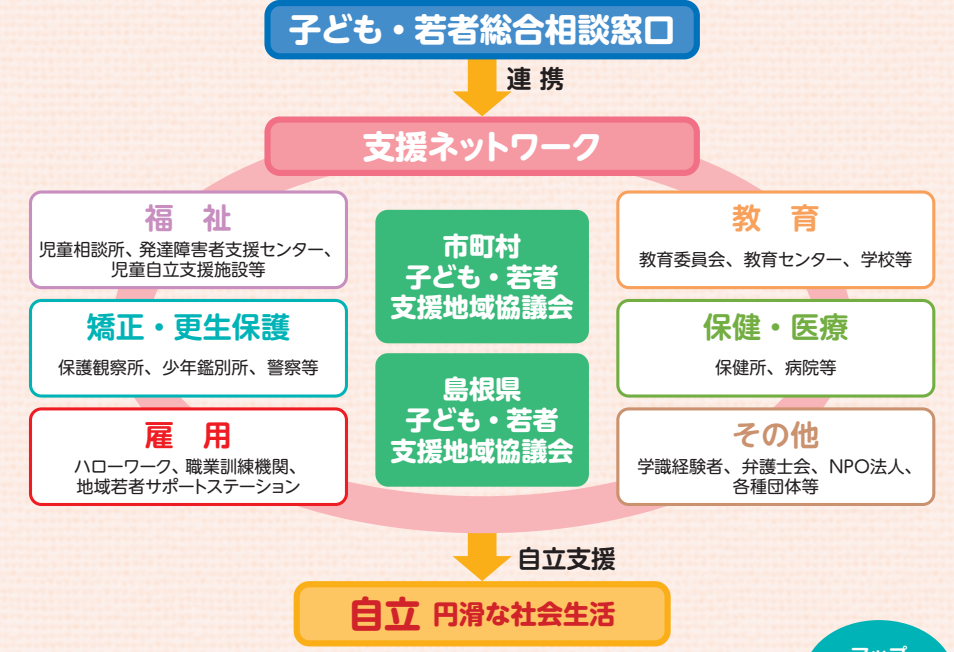 子ども・若者総合相談窓口
連 携
支援ネットワーク
福 祉
児童相談所、発達障害者支援センター、
児童自立支援施設等
矯正・更生保護
保護観察所、少年鑑別所、警察等
雇 用
ハローワーク、職業訓練機関、
地域若者サポートステーション
市町村
子ども・若者
支援地域協議会
島根県
子ども・若者
支援地域協議会
教 育
教育委員会、教育センター、学校等
保健・医療
保健所、病院等
その他
学識経験者、弁護士会、NPO法人、
各種団体等
自立支援
自立 円滑な社会生活
マップ